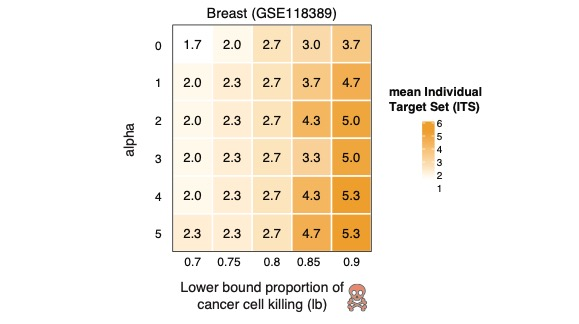 Breast (GSE118389)
0 1.7 2.0 2.7 3.0 3.7
1 2.0 2.3 2.7 3.7 4.7
2 2.0 2.3 2.7 4.3 5.0
3 2.0 2.3 2.7 3.3 5.0
4 2.0 2.3 2.7 4.3 5.3
5 2.3 2.3 2.7 4.7 5.3
0.7 0.75 0.8 0.85 0.9
alpha
Lower bound proportion of
cancer cell killing (lb)
mean Individual
Target Set (ITS)
6
5
4
3
2
1